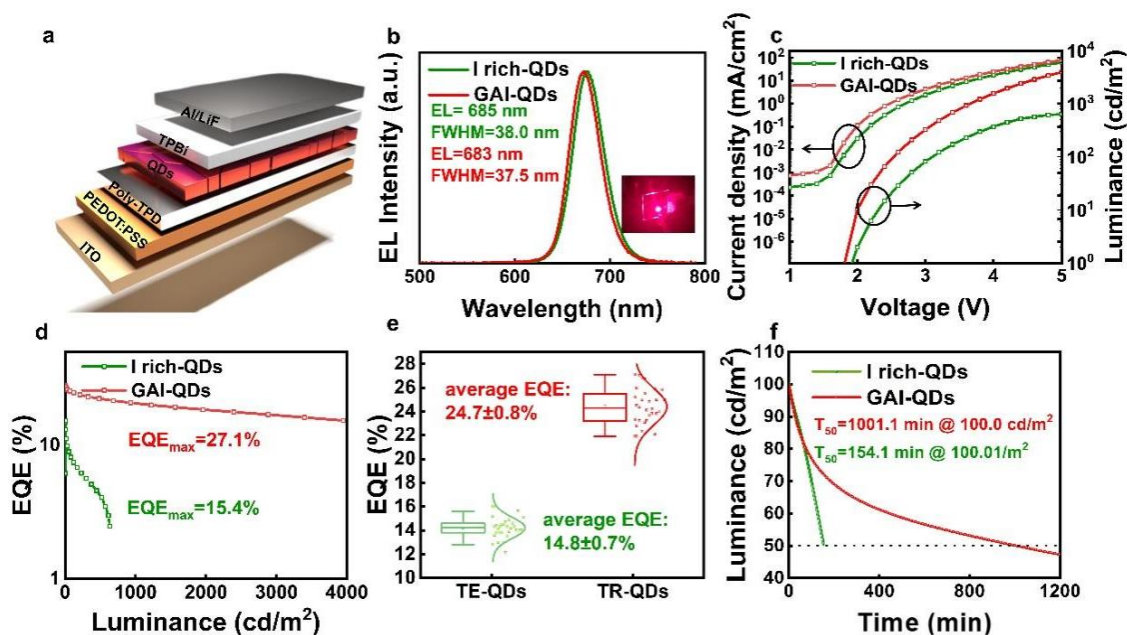 a
Al/LiF
TPBi
QDs
Poly-TPD
PEDOT:PSS
ITO
b
I rich-QDs
GAI-QDs
EL= 685 nm
FWHM=38.0 nm
EL=683 nm
FWHM=37.5 nm
EL Intensity (a.u.)
500 600 700 800
Wavelength (nm)
c
I rich-QDs
GAI-QDs
Current density (mA/cm²)
10² 10¹ 10⁰ 10⁻¹ 10⁻² 10⁻³ 10⁻⁴ 10⁻⁵ 10⁻⁶
Luminance (cd/m²)
10⁴ 10³ 10² 10¹ 10⁰
1 2 3 4 5
Voltage (V)
d
I rich-QDs
GAI-QDs
EQE (%)
10
1
EQEmax=27.1%
EQEmax=15.4%
0 1000 2000 3000 4000
Luminance (cd/m²)
e
EQE (%)
28 26 24 22 20 18 16 14 12 10
average EQE:
24.7±0.8%
average EQE:
14.8±0.7%
TE-QDs TR-QDs
f
I rich-QDs
GAI-QDs
T₅₀=1001.1 min @ 100.0 cd/m²
T₅₀=154.1 min @ 100.01/m²
Luminance (cd/m²)
110 100 90 80 70 60 50 40
0 400 800 1200
Time (min)